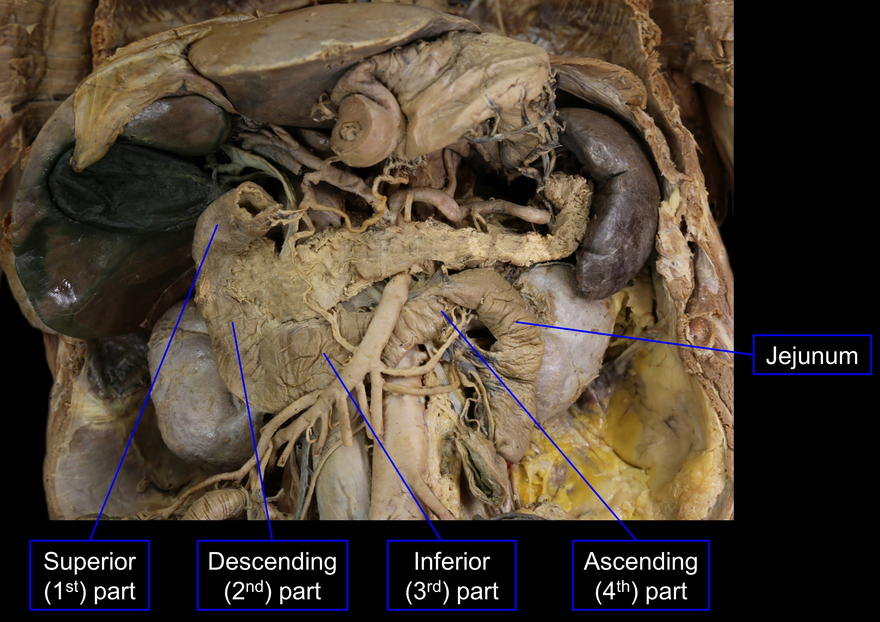 Jejunum
Superior
(1st) part
Descending
(2nd) part
Inferior
(3rd) part
Ascending
(4th) part